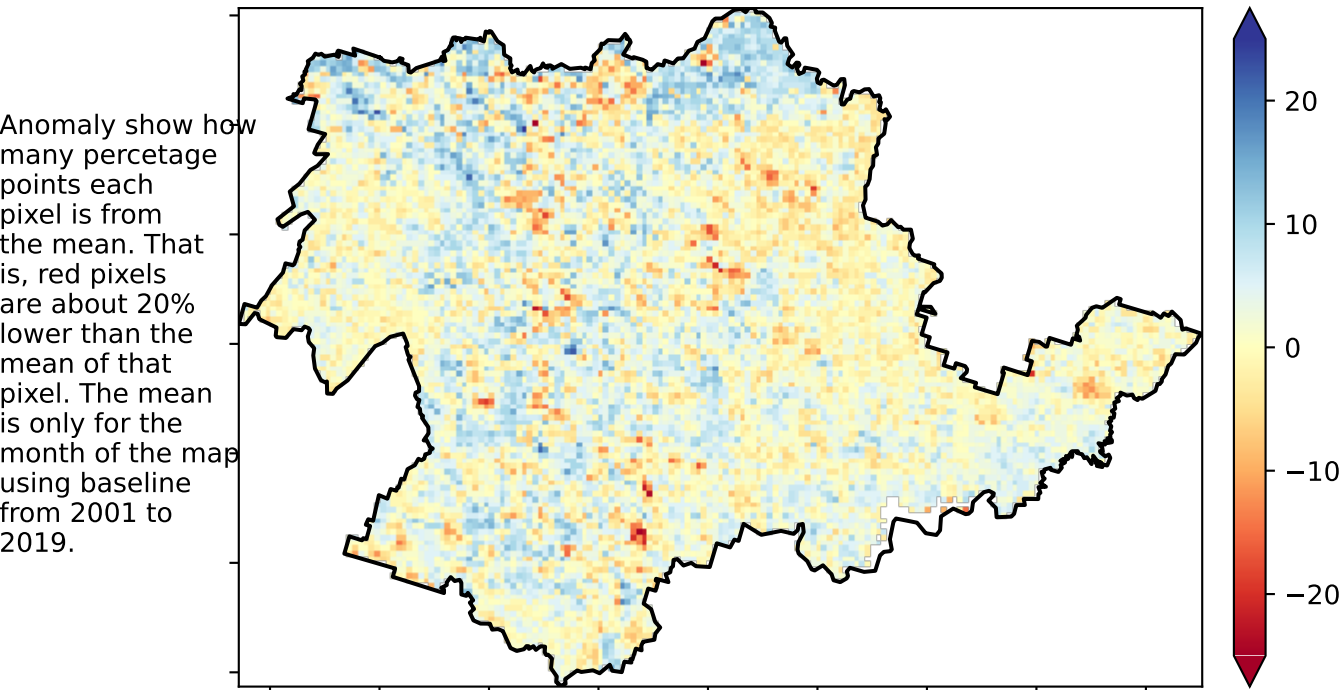 Anomaly show how
many percetage
points each
pixel is from
the mean. That
is, red pixels
are about 20%
lower than the
mean of that
pixel. The mean
is only for the
month of the map
using baseline
from 2001 to
2019.
20
10
0
−10
−20